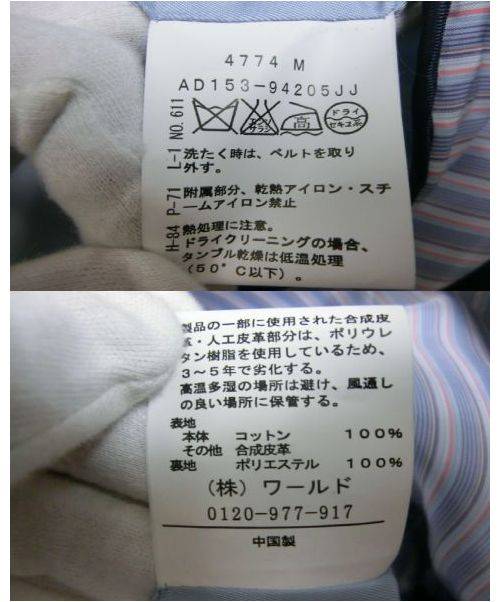 4774 M
AD153-94205JJ
NO.611
エンソ サラシ
高
ドライ
セキユ系
L-1 洗たく時は、ベルトを取り
外す。
P-71 附属部分、乾熱アイロン・スチ
ームアイロン禁止
H-84 熱処理に注意。
ドライクリーニングの場合、
タンブル乾燥は低温処理
(50°C以下)。
製品の一部に使用された合成皮
革・人工皮革部分は、ポリウレ
タン樹脂を使用しているため、
3〜5年で劣化する。
高温多湿の場所は避け、風通し
の良い場所に保管する。
表地
本体 コットン 100%
その他 合成皮革
裏地 ポリエステル 100%
(株) ワールド
0120-977-917
中国製